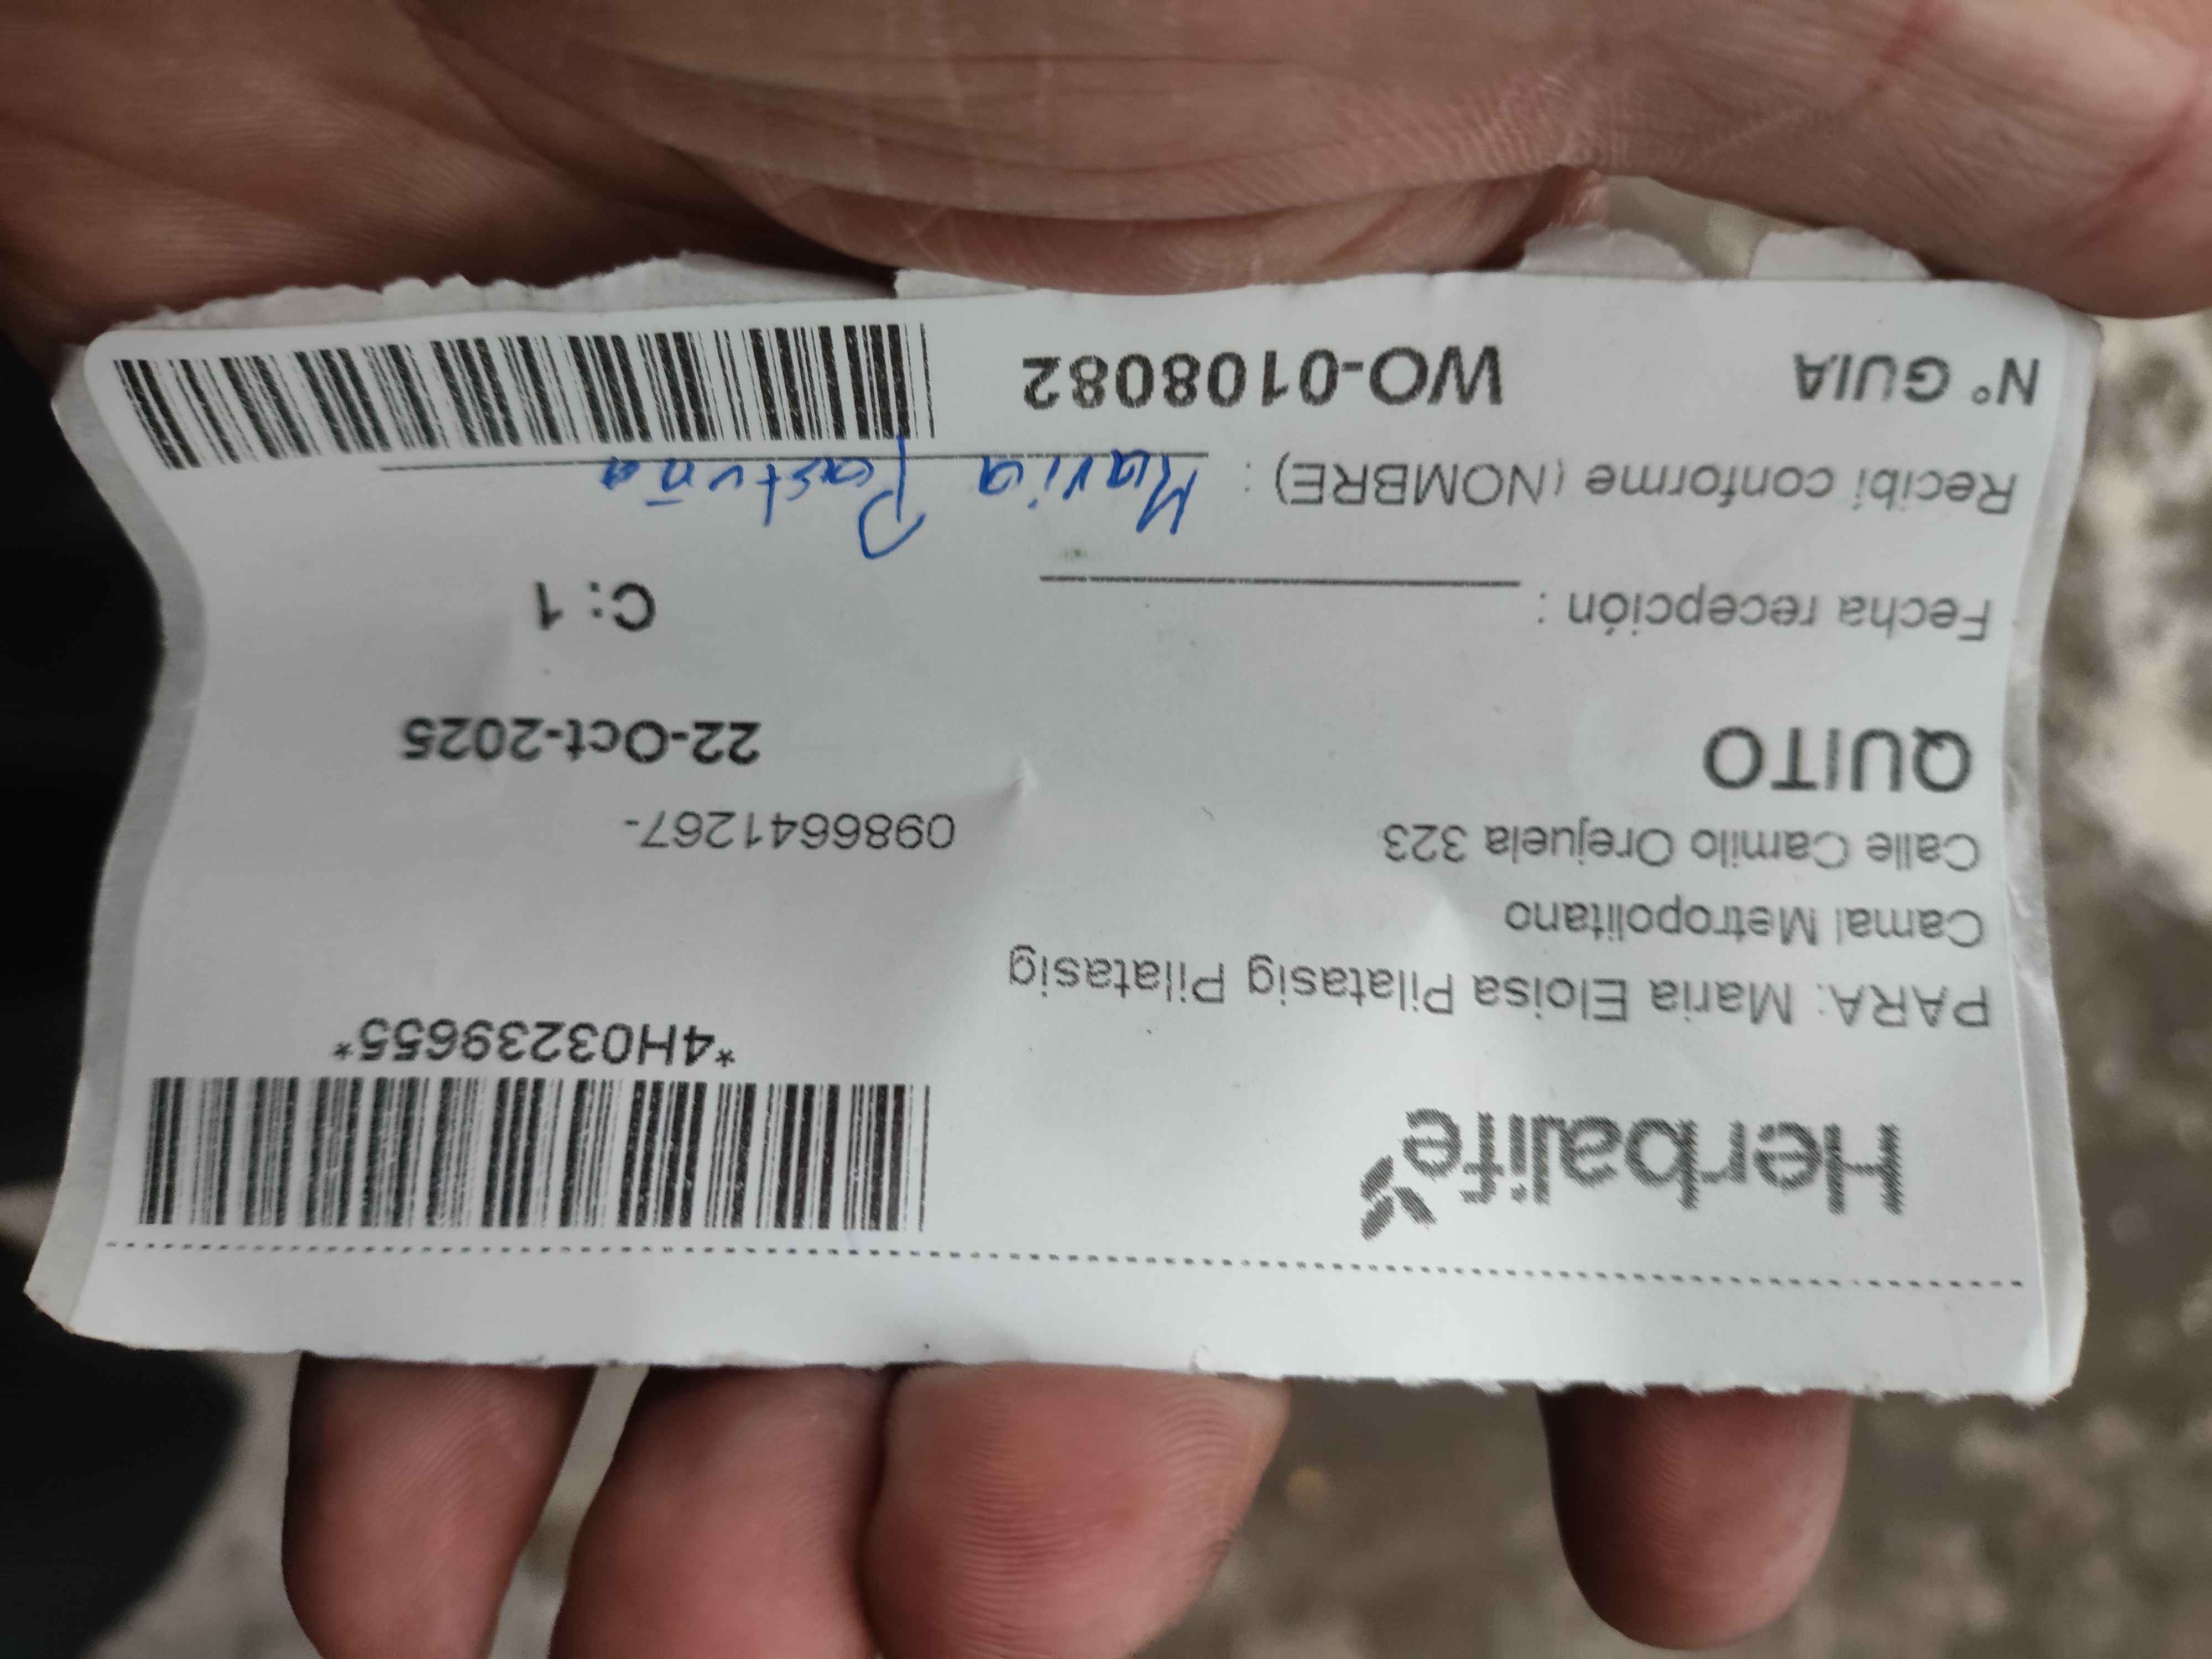 Herbalife
*4H03239655*
PARA: Maria Eloisa Pilatasig Pilatasig
Camal Metropolitano
Calle Camilo Orejuela 323
0986641267-
QUITO
22-Oct-2025
Fecha recepción :
C: 1
Recibí conforme (NOMBRE) : Maria Pastuña
N° GUIA WO-0108082